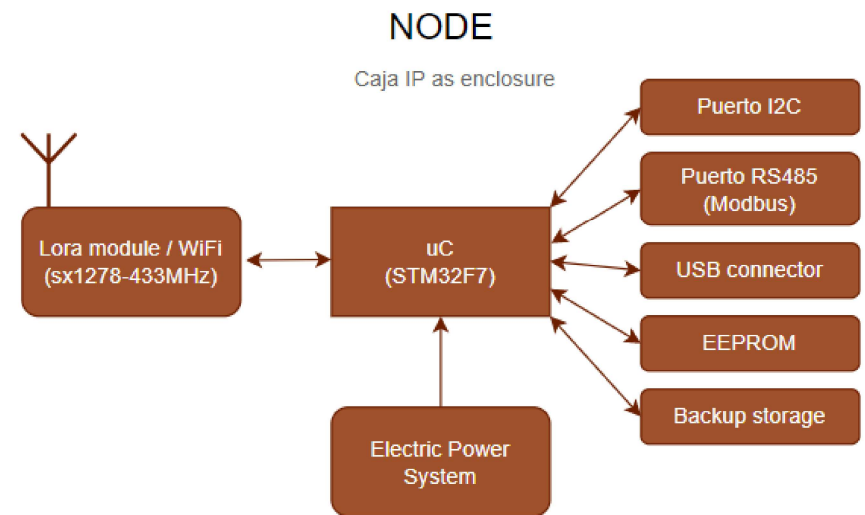 NODE
Caja IP as enclosure
Puerto I2C
Puerto RS485
(Modbus)
Lora module / WiFi
(sx1278-433MHz)
uC
(STM32F7)
USB connector
EEPROM
Backup storage
Electric Power
System